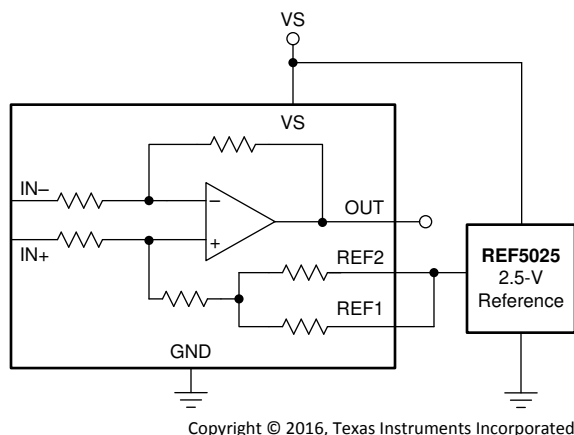 VS
VS
IN–
–
OUT
+
IN+
REF2
REF1
GND
REF5025
2.5-V
Reference
Copyright © 2016, Texas Instruments Incorporated